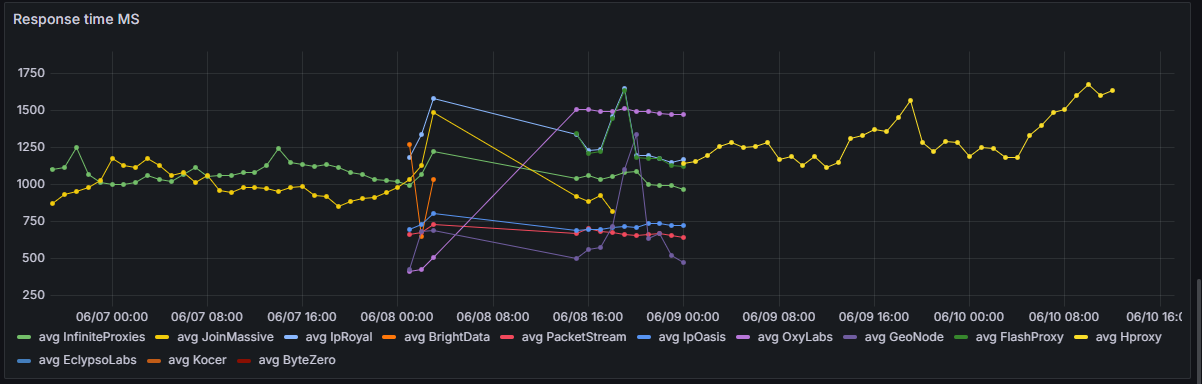 Response time MS
1750
1500
1250
1000
750
500
250
06/07 00:00 06/07 08:00 06/07 16:00 06/08 00:00 06/08 08:00 06/08 16:00 06/09 00:00 06/09 08:00 06/09 16:00 06/10 00:00 06/10 08:00 06/10 16:0
avg InfiniteProxies avg JoinMassive avg IpRoyal avg BrightData avg PacketStream avg IpOasis avg OxyLabs avg GeoNode avg FlashProxy avg Hproxy
avg EclypsoLabs avg Kocer avg ByteZero